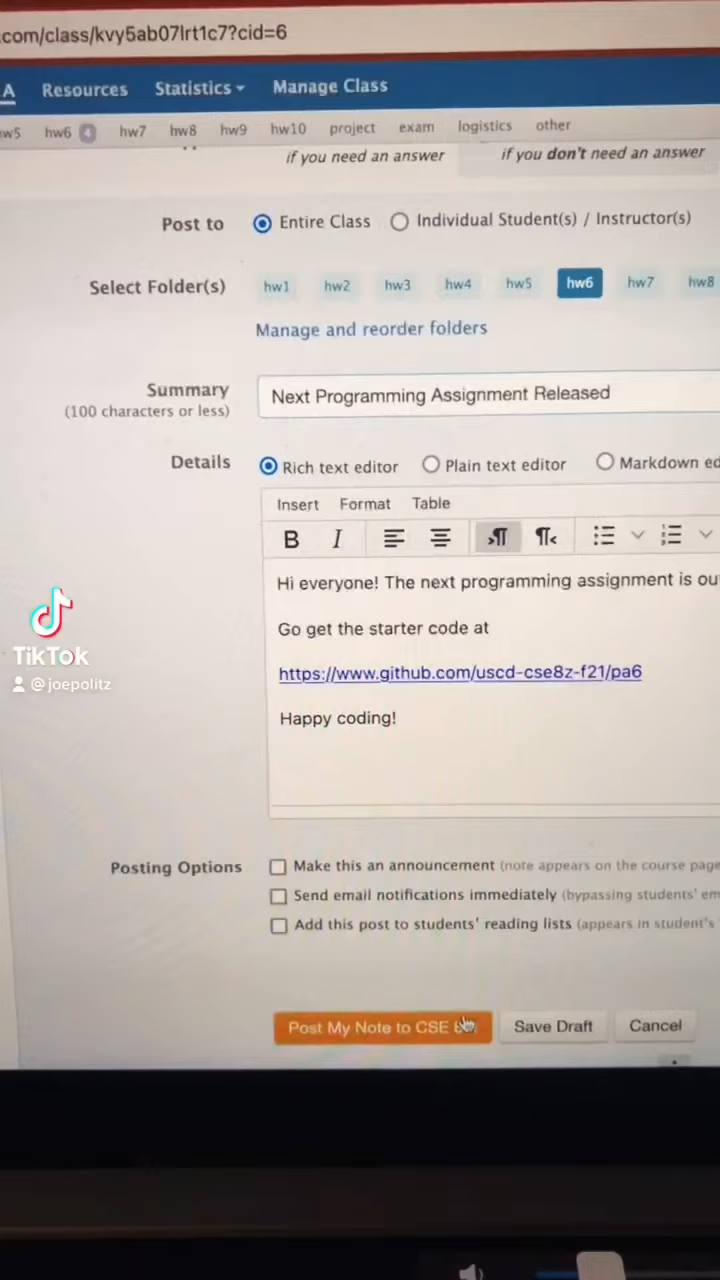 .com/class/kvy5ab07lrt1c7?cid=6
A Resources Statistics Manage Class
hw6 4 hw7 hw8 hw9 hw10 project exam logistics other
if you need an answer if you don't need an answer
Post to Entire Class Individual Student(s) / Instructor(s)
Select Folder(s) hw1 hw2 hw3 hw4 hw5 hw6 hw7 hw8
Manage and reorder folders
Summary Next Programming Assignment Released
(100 characters or less)
Details Rich text editor Plain text editor Markdown ed
Insert Format Table
B I
Hi everyone! The next programming assignment is ou
Go get the starter code at
https://www.github.com/uscd-cse8z-f21/pa6
Happy coding!
TikTok
@joepolitz
Posting Options Make this an announcement (note appears on the course page
Send email notifications immediately (bypassing students' em
Add this post to students' reading lists (appears in student's
Post My Note to CSE Save Draft Cancel